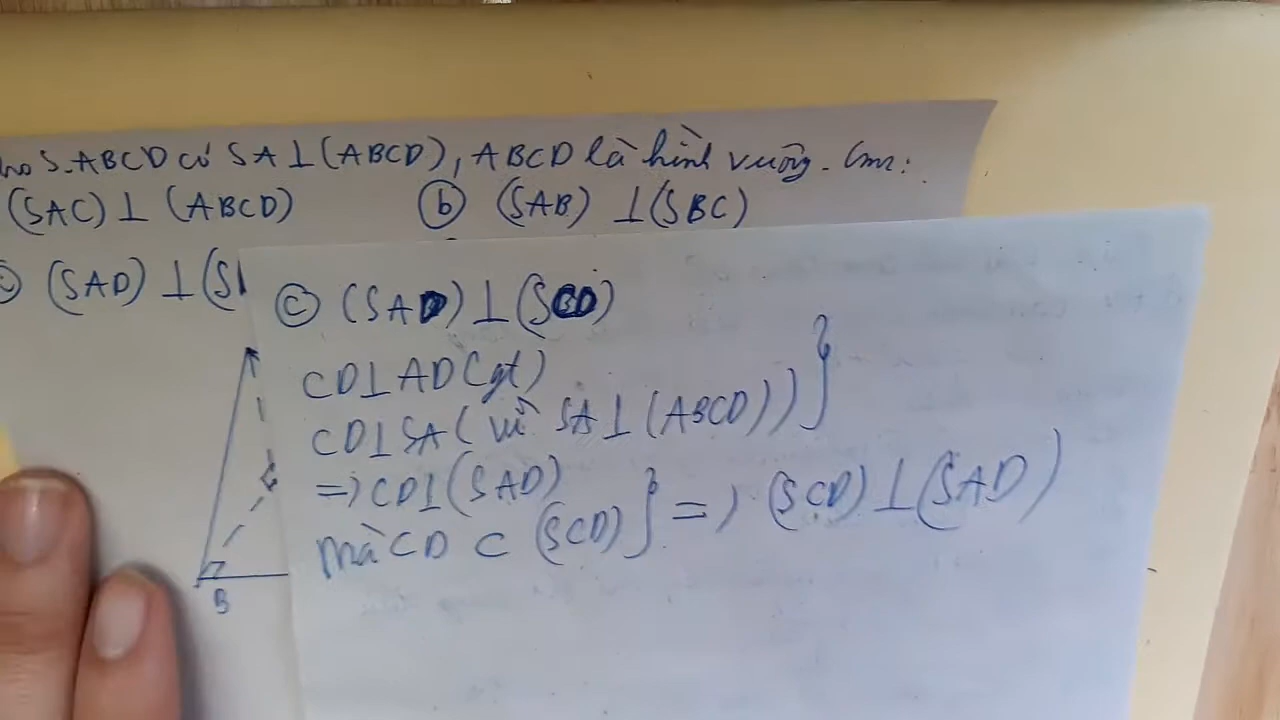 ho S.ABCD có SA⊥(ABCD), ABCD là hình vuông. Cm:
(SAC)⊥(ABCD) ⓑ (SAB)⊥(SBC)
(SAD)⊥(S
ⓒ (SAD)⊥(SCD)
CD⊥AD(gt)
CD⊥SA(vì SA⊥(ABCD))}
=>CD⊥(SAD)
mà CD⊂(SCD)} => (SCD)⊥(SAD)
B